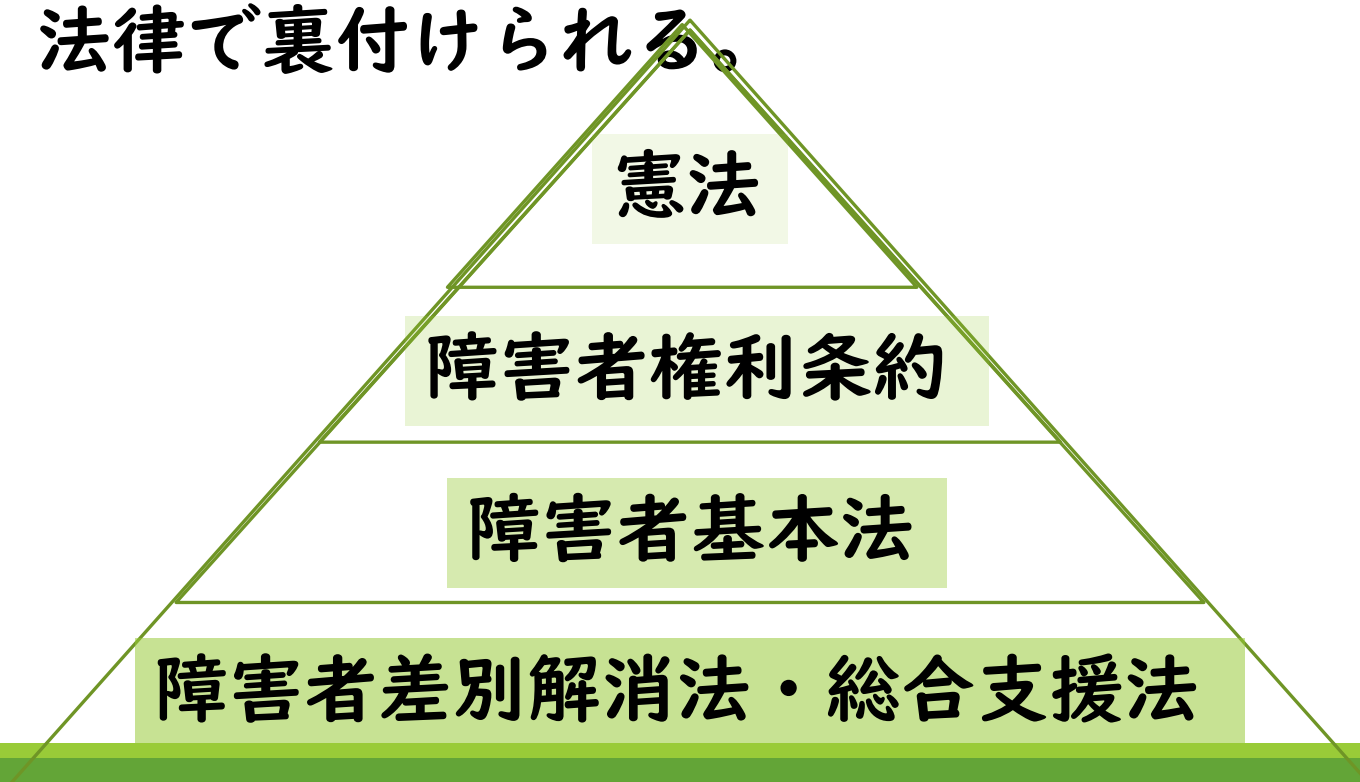 法律で裏付けられる。
憲法
障害者権利条約
障害者基本法
障害者差別解消法・総合支援法